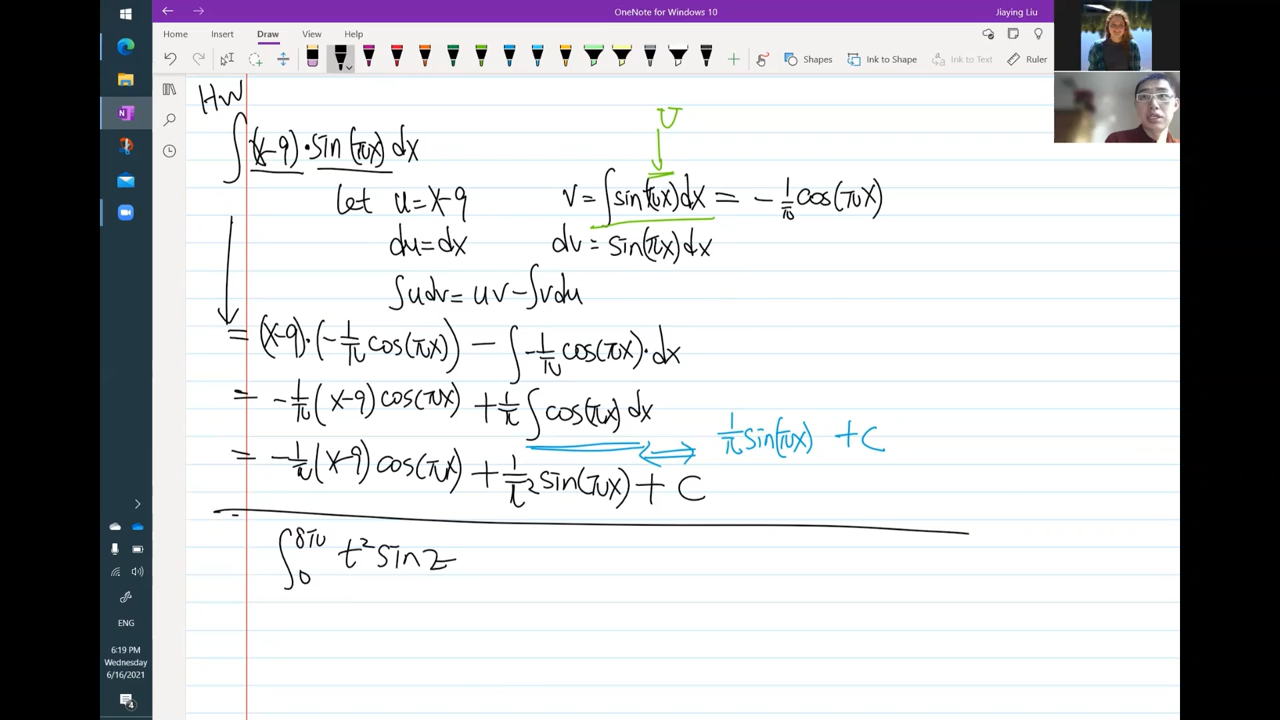 OneNote for Windows 10
Jiaying Liu
Home Insert Draw View Help
Shapes Ink to Shape Ink to Text Ruler
HW
∫(x-9)·sin(πx)dx
U
let u=x-9 v=∫sin(πx)dx = -1/π cos(πx)
du=dx dv=sin(πx)dx
∫udv=uv-∫vdu
=(x-9)·(-1/π cos(πx)) - ∫-1/π cos(πx)·dx
= -1/π(x-9)cos(πx) + 1/π ∫cos(πx)dx
1/π sin(πx) + C
= -1/π(x-9)cos(πx) + 1/π² sin(πx) + C
∫₀^8π t² sin2
ENG
6:19 PM
Wednesday
6/16/2021
4